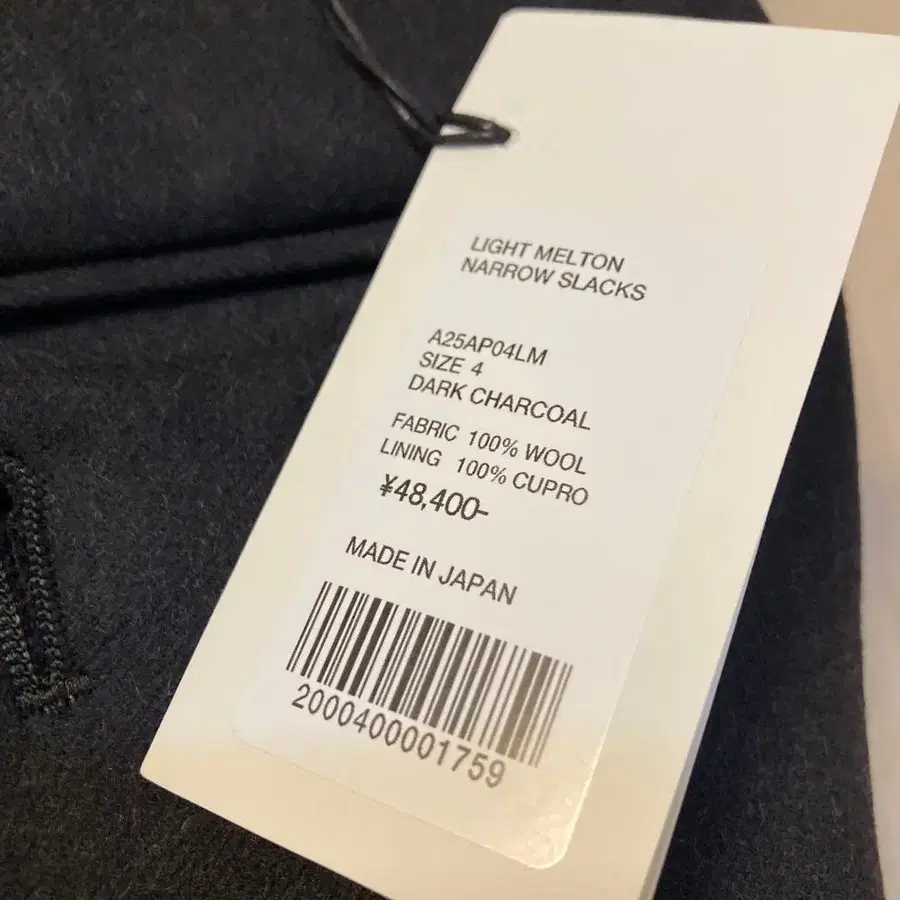 LIGHT MELTON
NARROW SLACKS
A25AP04LM
SIZE 4
DARK CHARCOAL
FABRIC 100% WOOL
LINING 100% CUPRO
¥48,400-
MADE IN JAPAN
2000400001759